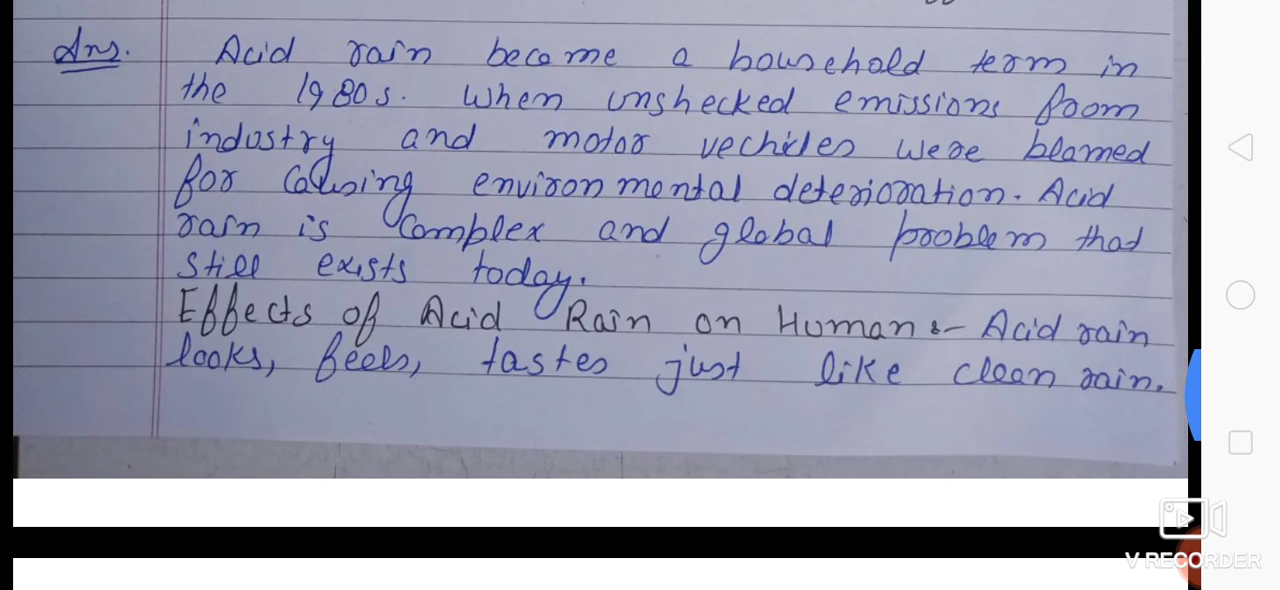 Ans. Acid rain become a household term in
the 1980s. When unshecked emissions from
industry and motor vechicles were blamed
for causing environmental deterioration. Acid
rain is complex and global problem that
still exists today.
Effects of Acid Rain on Human :- Acid rain
looks, feels, tastes just like clean rain.
V RECORDER